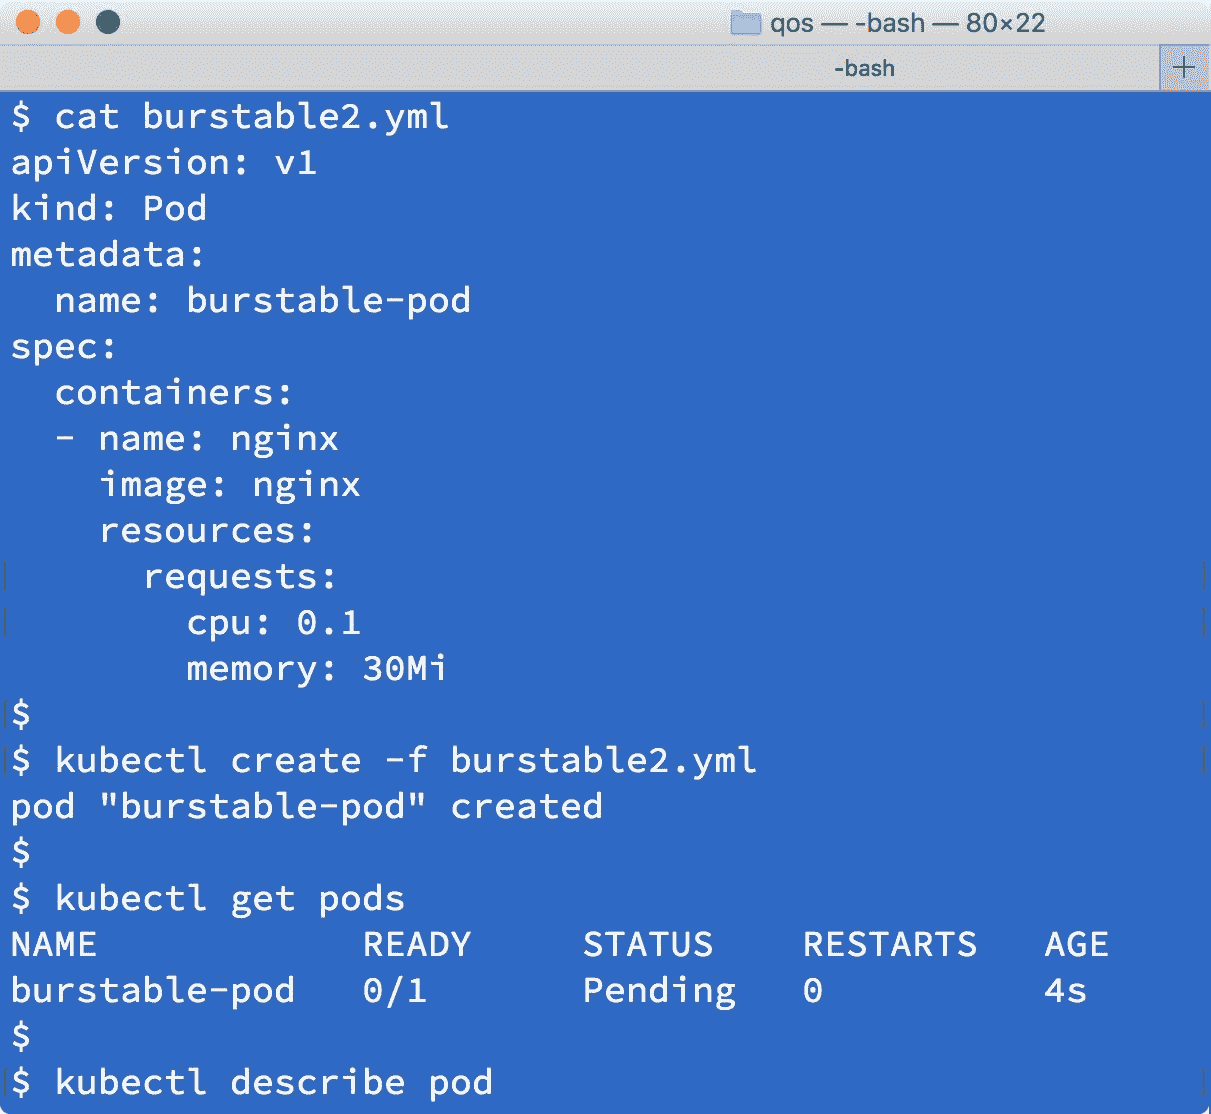 qos — -bash — 80×22
-bash
$ cat burstable2.yml
apiVersion: v1
kind: Pod
metadata:
  name: burstable-pod
spec:
  containers:
  - name: nginx
    image: nginx
    resources:
      requests:
        cpu: 0.1
        memory: 30Mi
$
$ kubectl create -f burstable2.yml
pod "burstable-pod" created
$
$ kubectl get pods
NAME            READY     STATUS    RESTARTS   AGE
burstable-pod   0/1       Pending   0          4s
$
$ kubectl describe pod